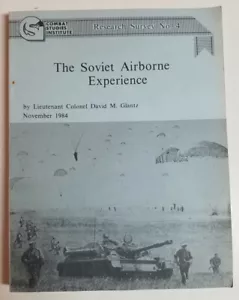 COMBAT
STUDIES
INSTITUTE
Research Survey No. 4
The Soviet Airborne
Experience
by Lieutenant Colonel David M. Glantz
November 1984